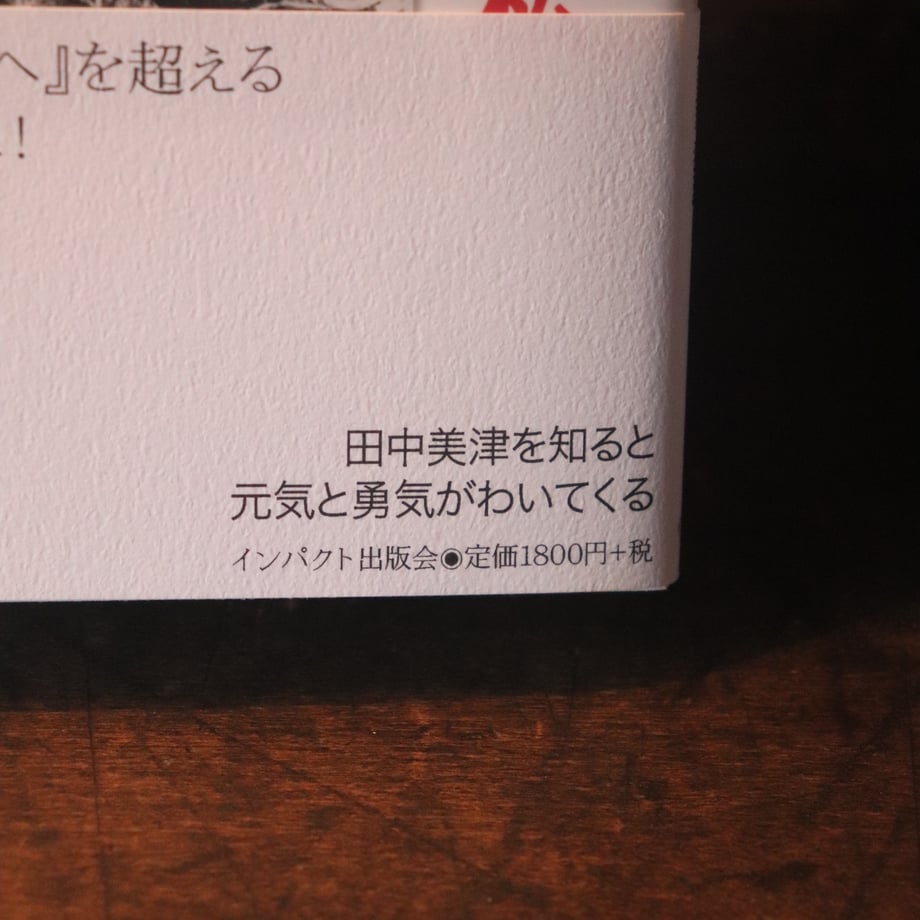 へ』を超える
!
田中美津を知ると
元気と勇気がわいてくる
インパクト出版会◉定価1800円+税